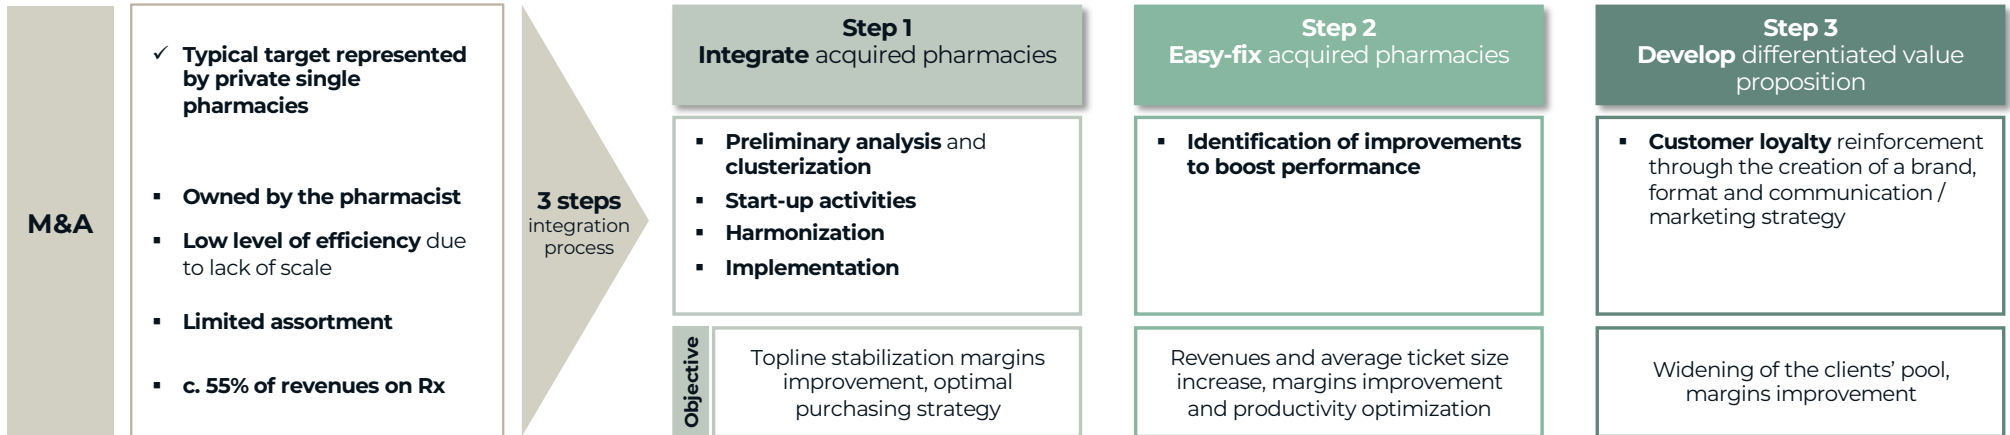 M&A
✓ Typical target represented
by private single
pharmacies
▪ Owned by the pharmacist
▪ Low level of efficiency due
to lack of scale
▪ Limited assortment
▪ c. 55% of revenues on Rx
3 steps
integration
process
Step 1
Integrate acquired pharmacies
▪ Preliminary analysis and
clusterization
▪ Start-up activities
▪ Harmonization
▪ Implementation
Objective
Topline stabilization margins
improvement, optimal
purchasing strategy
Step 2
Easy-fix acquired pharmacies
▪ Identification of improvements
to boost performance
Revenues and average ticket size
increase, margins improvement
and productivity optimization
Step 3
Develop differentiated value
proposition
▪ Customer loyalty reinforcement
through the creation of a brand,
format and communication /
marketing strategy
Widening of the clients’ pool,
margins improvement